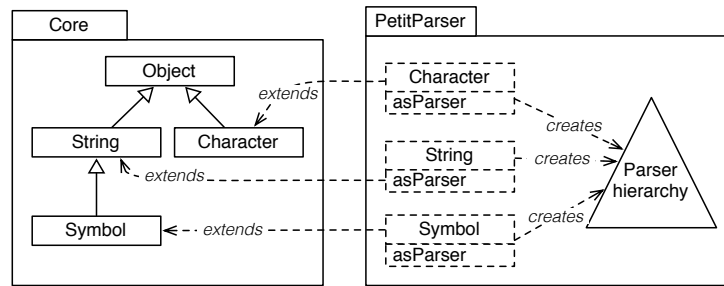 Core
Object
String
Character
Symbol
extends
extends
extends
PetitParser
Character
asParser
String
asParser
Symbol
asParser
creates
creates
creates
Parser
hierarchy